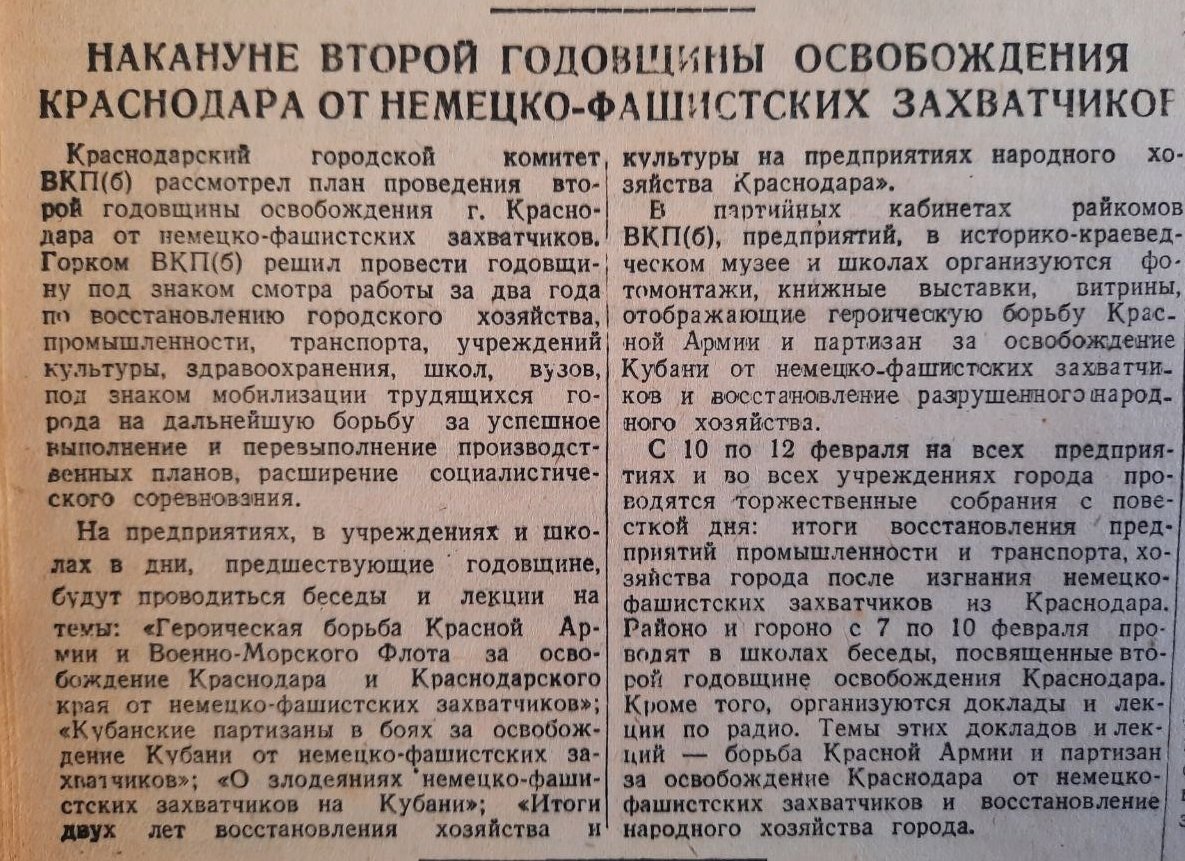 НАКАНУНЕ ВТОРОЙ ГОДОВЩИНЫ ОСВОБОЖДЕНИЯ
КРАСНОДАРА ОТ НЕМЕЦКО-ФАШИСТСКИХ ЗАХВАТЧИКОВ
Краснодарский городской комитет
ВКП(б) рассмотрел план проведения вто-
рой годовщины освобождения г. Красно-
дара от немецко-фашистских захватчиков.
Горком ВКП(б) решил провести годовщи-
ну под знаком смотра работы за два года
по восстановлению городского хозяйства,
промышленности, транспорта, учреждений
культуры, здравоохранения, школ, вузов,
под знаком мобилизации трудящихся го-
рода на дальнейшую борьбу за успешное
выполнение и перевыполнение производст-
венных планов, расширение социалистиче-
ского соревнования.
На предприятиях, в учреждениях и шко-
лах в дни, предшествующие годовщине,
будут проводиться беседы и лекции на
темы: «Героическая борьба Красной Ар-
мии и Военно-Морского Флота за осво-
бождение Краснодара и Краснодарского
края от немецко-фашистских захватчиков»;
«Кубанские партизаны в боях за освобож-
дение Кубани от немецко-фашистских за-
хватчиков»; «О злодеяниях немецко-фаши-
стских захватчиков на Кубани»; «Итоги
двух лет восстановления хозяйства и
культуры на предприятиях народного хо-
зяйства Краснодара».
В партийных кабинетах райкомов
ВКП(б), предприятий, в историко-краевед-
ческом музее и школах организуются фо-
томонтажи, книжные выставки, витрины,
отображающие героическую борьбу Крас-
ной Армии и партизан за освобождение
Кубани от немецко-фашистских захватчи-
ков и восстановление разрушенного народ-
ного хозяйства.
С 10 по 12 февраля на всех предприя-
тиях и во всех учреждениях города про-
водятся торжественные собрания с пове-
сткой дня: итоги восстановления пред-
приятий промышленности и транспорта, хо-
зяйства города после изгнания немецко-
фашистских захватчиков из Краснодара.
Районо и гороно с 7 по 10 февраля про-
водят в школах беседы, посвященные вто-
рой годовщине освобождения Краснодара.
Кроме того, организуются доклады и лек-
ции по радио. Темы этих докладов и лек-
ций — борьба Красной Армии и партизан
за освобождение Краснодара от немецко-
фашистских захватчиков и восстановление
народного хозяйства города.